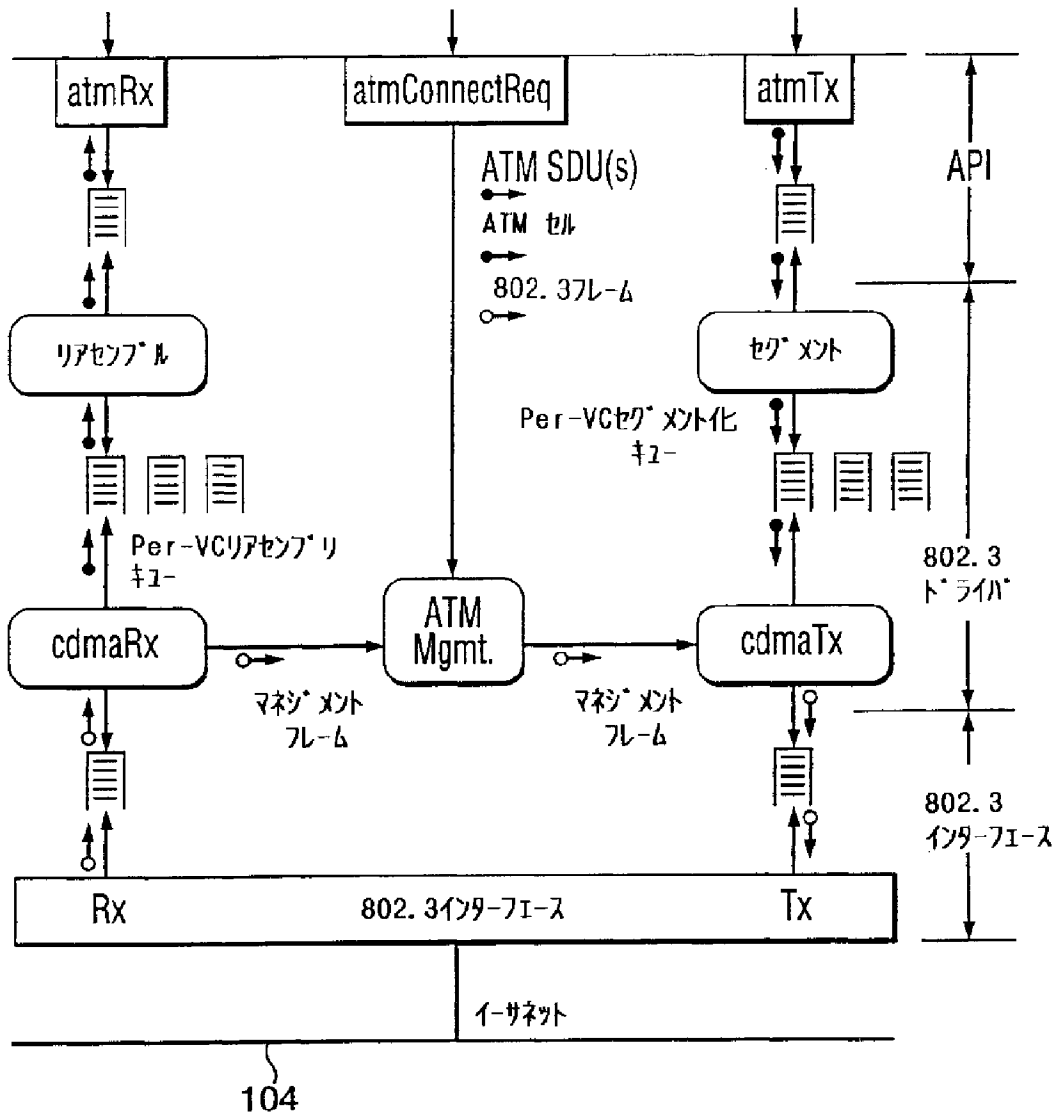 atmRx
atmConnectReq
atmTx
ATM SDU(s)
ATM セル
802.3フレーム
API
リアセンブル
セグメント
Per-VCセグメント化
キュー
Per-VCリアセンブリ
キュー
802.3
ドライバ
cdmaRx
ATM
Mgmt.
cdmaTx
マネジメント
フレーム
マネジメント
フレーム
802.3
インターフェース
Rx
802.3インターフェース
Tx
イーサネット
104